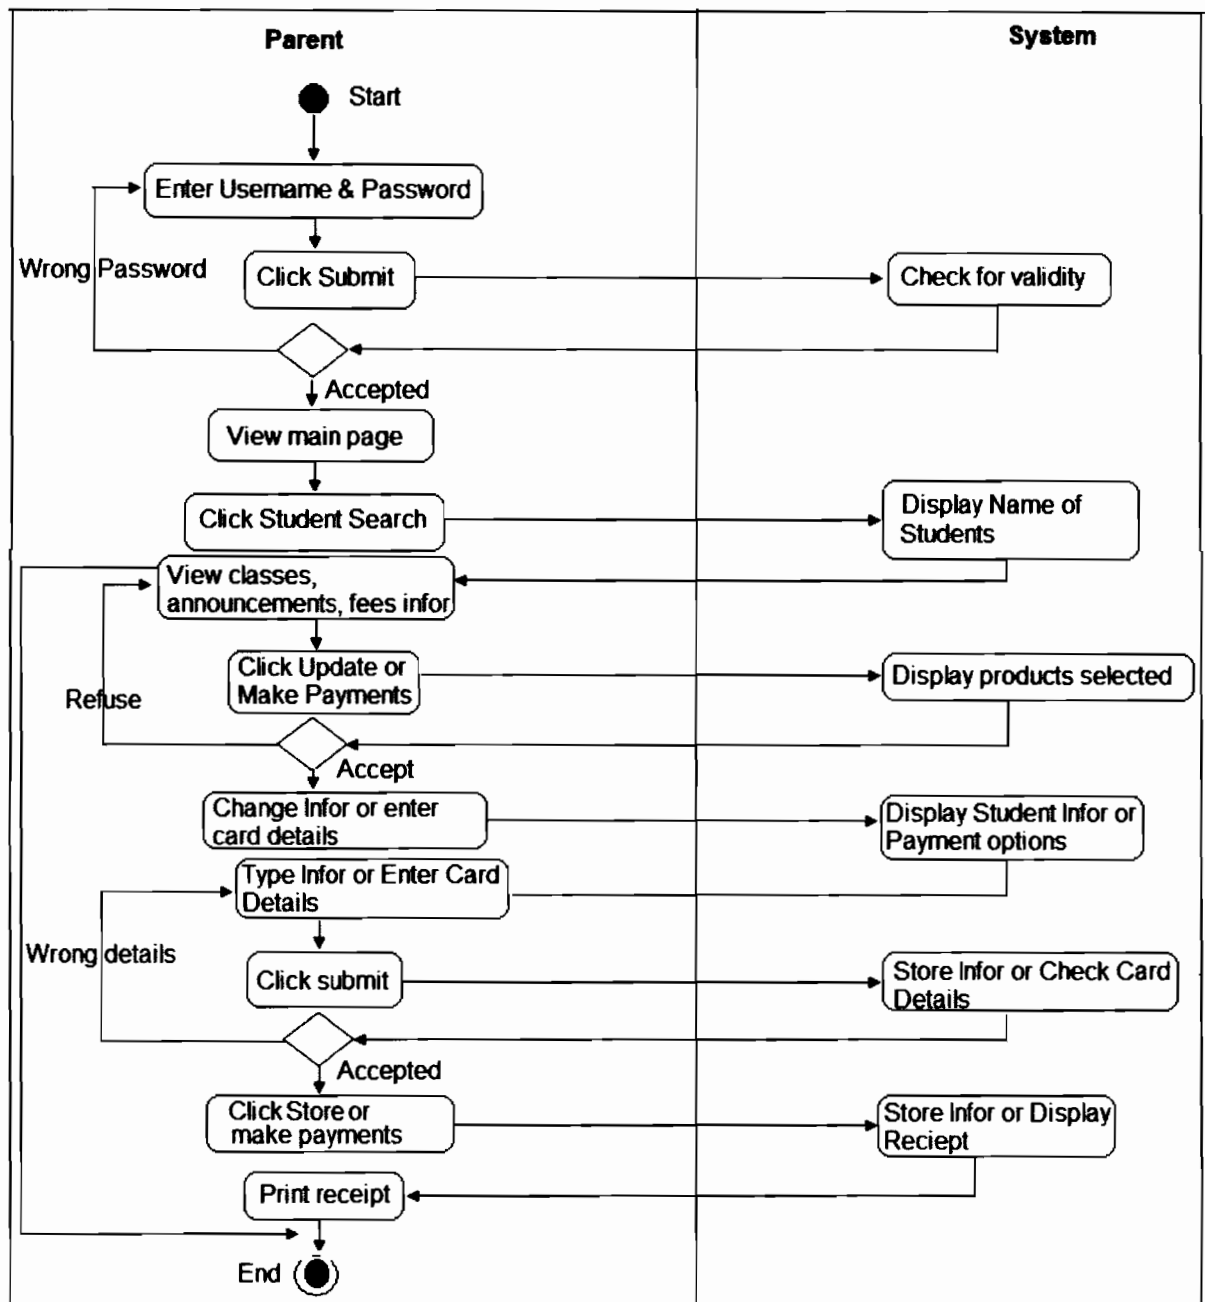 Parent
System
Start
Enter Username & Password
Wrong Password
Click Submit
Check for validity
Accepted
View main page
Click Student Search
Display Name of
Students
View classes,
announcements, fees infor
Click Update or
Make Payments
Display products selected
Refuse
Accept
Change Infor or enter
card details
Display Student Infor or
Payment options
Type Infor or Enter Card
Details
Wrong details
Click submit
Store Infor or Check Card
Details
Accepted
Click Store or
make payments
Store Infor or Display
Reciept
Print receipt
End